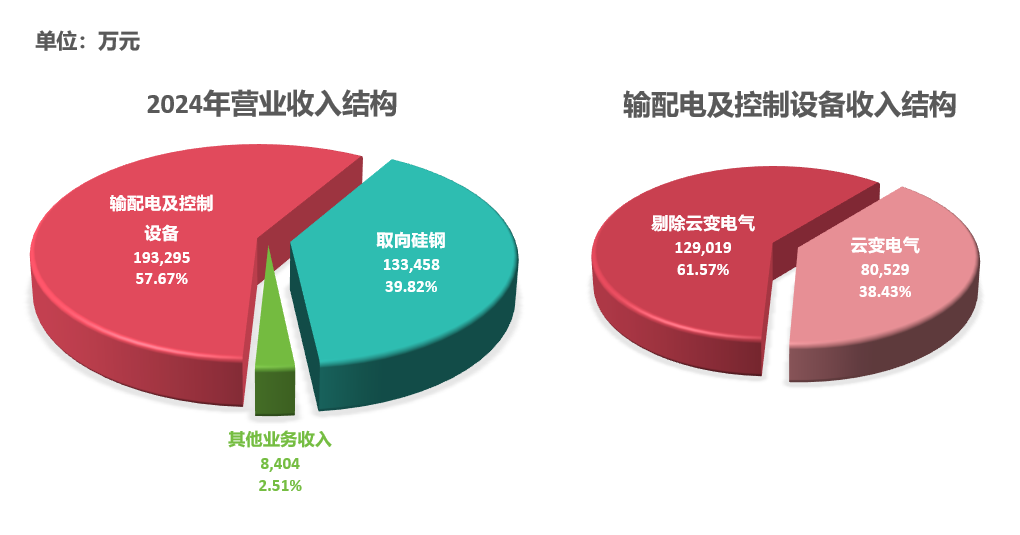 单位：万元
2024年营业收入结构
输配电及控制
设备
193,295
57.67%
取向硅钢
133,458
39.82%
其他业务收入
8,404
2.51%
输配电及控制设备收入结构
剔除云变电气
129,019
61.57%
云变电气
80,529
38.43%